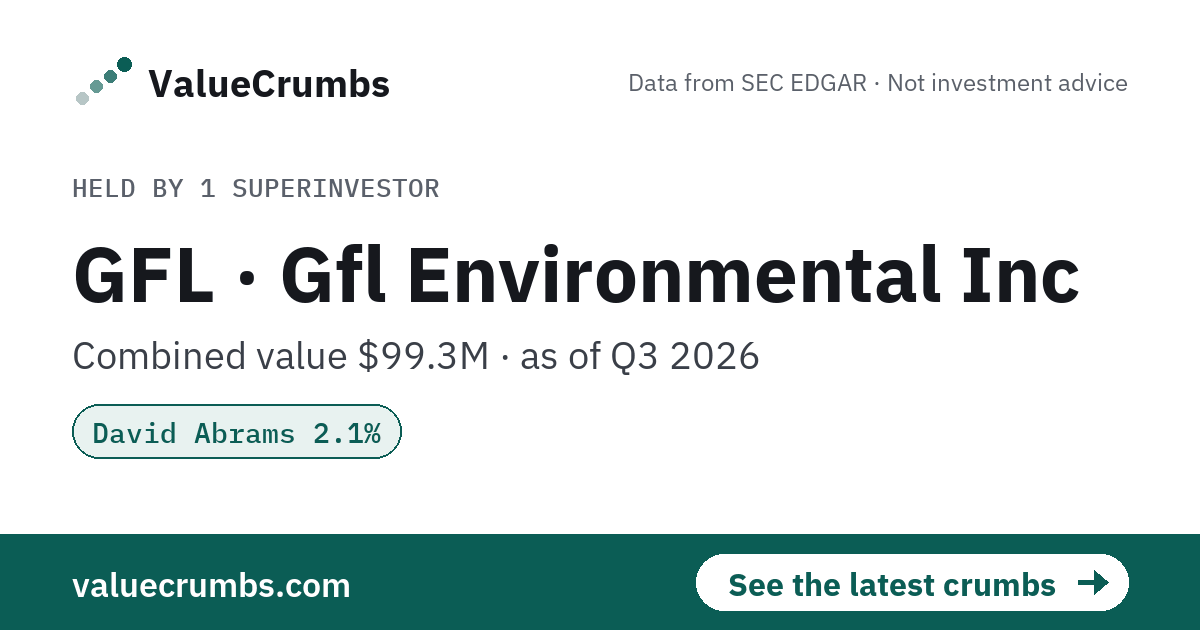 ValueCrumbs
Data from SEC EDGAR · Not investment advice
HELD BY 1 SUPERINVESTOR
GFL · Gfl Environmental Inc
Combined value $99.3M · as of Q3 2026
David Abrams 2.1%
valuecrumbs.com
See the latest crumbs →